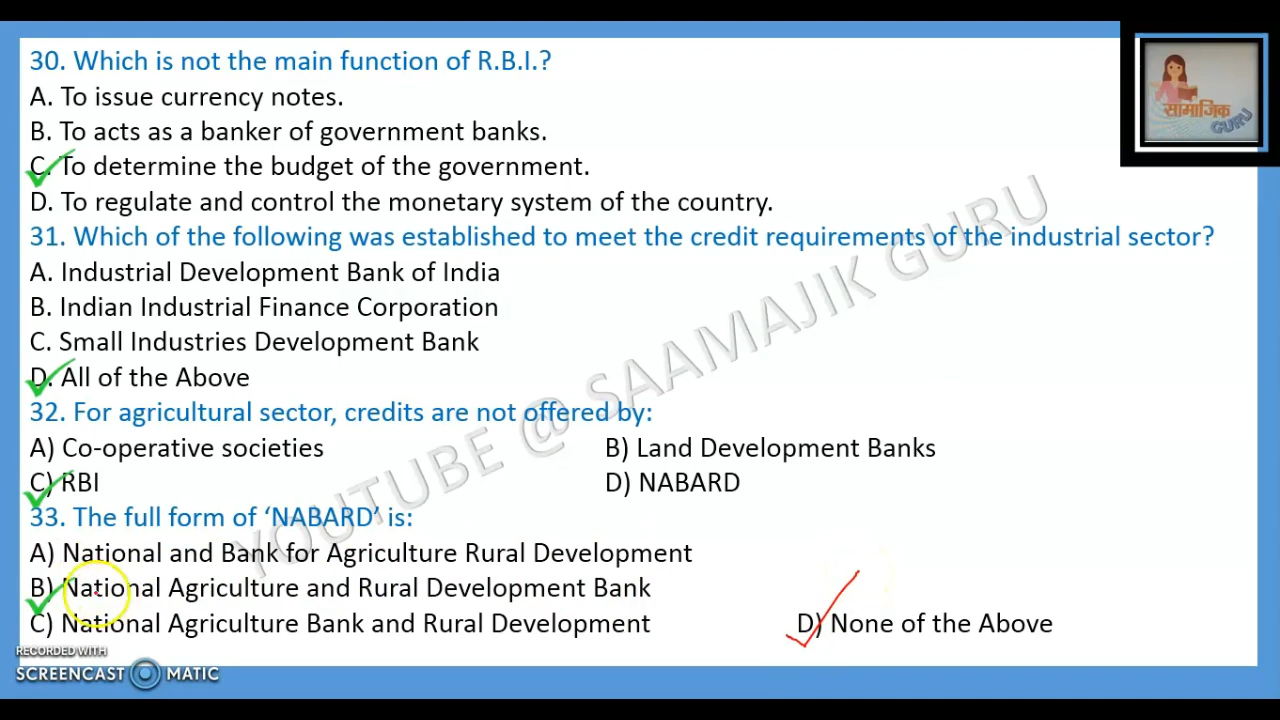 30. Which is not the main function of R.B.I.?
A. To issue currency notes.
B. To acts as a banker of government banks.
C. To determine the budget of the government.
D. To regulate and control the monetary system of the country.
31. Which of the following was established to meet the credit requirements of the industrial sector?
A. Industrial Development Bank of India
B. Indian Industrial Finance Corporation
C. Small Industries Development Bank
D. All of the Above
32. For agricultural sector, credits are not offered by:
A) Co-operative societies B) Land Development Banks
C) RBI D) NABARD
33. The full form of ‘NABARD’ is:
A) National and Bank for Agriculture Rural Development
B) National Agriculture and Rural Development Bank
C) National Agriculture Bank and Rural Development D) None of the Above
YOUTUBE @ SAAMAJIK GURU
सामाजिक
GURU
RECORDED WITH
SCREENCAST MATIC